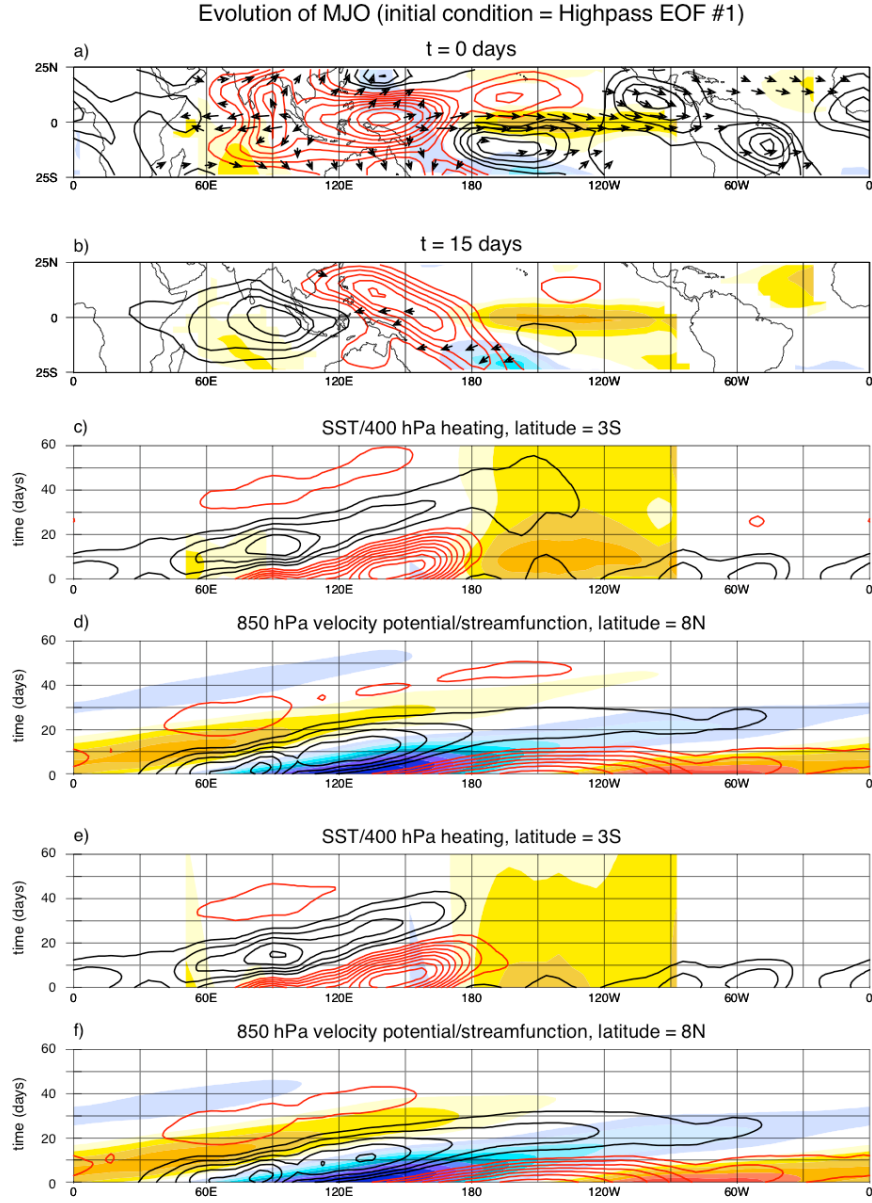 Evolution of MJO (initial condition = Highpass EOF #1)
a)
t = 0 days
25N
0
25S
0 60E 120E 180 120W 60W 0
b)
t = 15 days
25N
0
25S
0 60E 120E 180 120W 60W 0
c)
SST/400 hPa heating, latitude = 3S
time (days)
60
40
20
0
0 60E 120E 180 120W 60W 0
d)
850 hPa velocity potential/streamfunction, latitude = 8N
time (days)
60
40
20
0
0 60E 120E 180 120W 60W 0
e)
SST/400 hPa heating, latitude = 3S
time (days)
60
40
20
0
0 60E 120E 180 120W 60W 0
f)
850 hPa velocity potential/streamfunction, latitude = 8N
time (days)
60
40
20
0
0 60E 120E 180 120W 60W 0